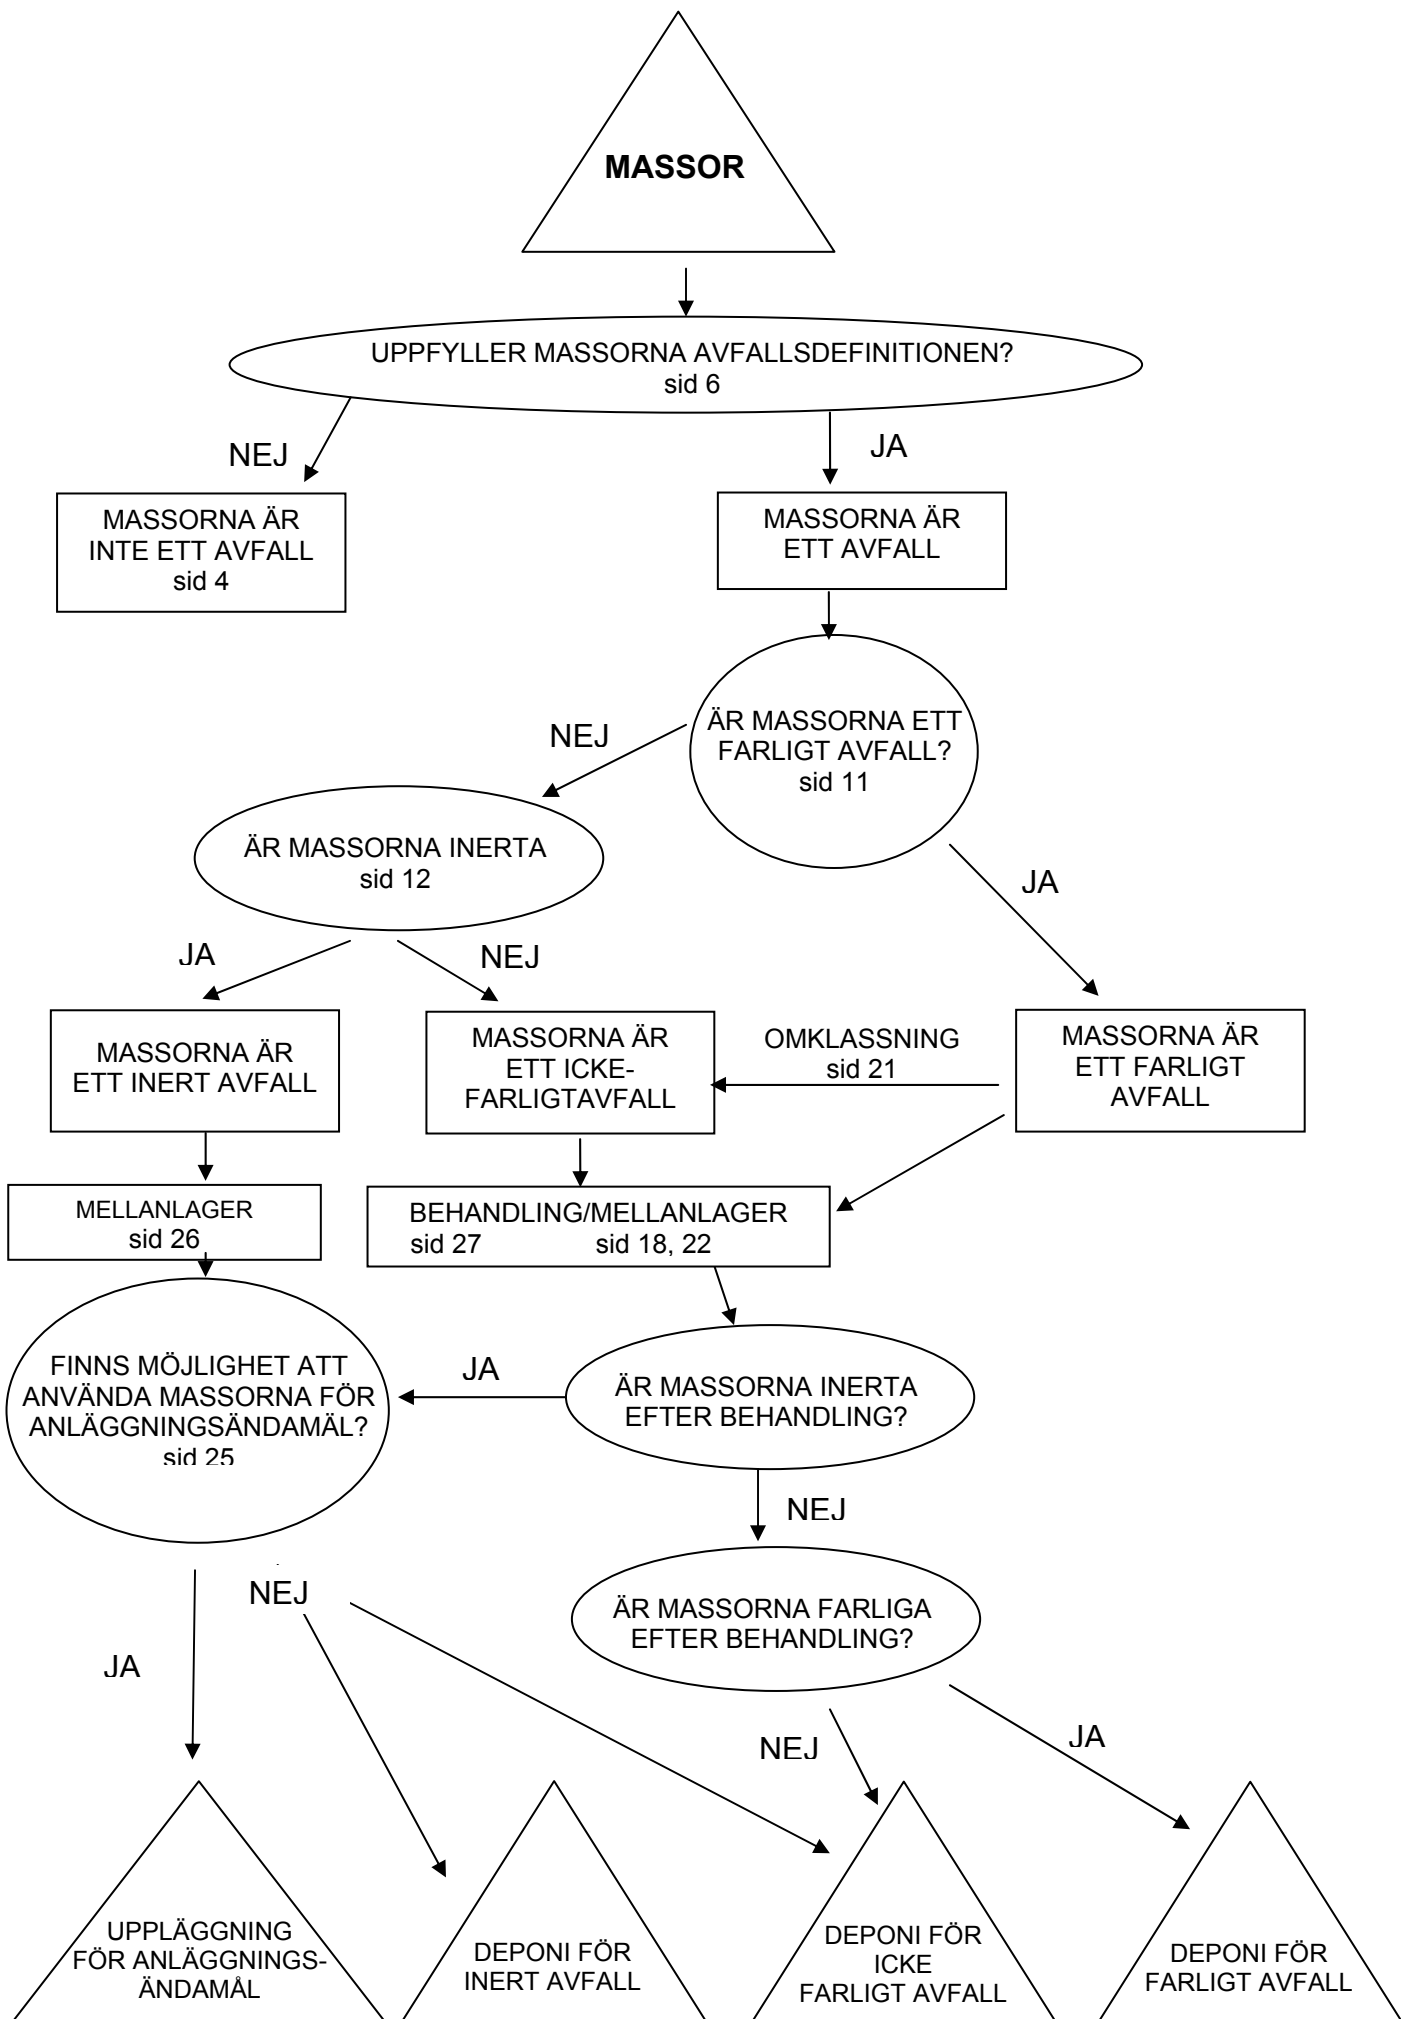 MASSOR
UPPFYLLER MASSORNA AVFALLSDEFINITIONEN?
sid 6
NEJ
JA
MASSORNA ÄR
INTE ETT AVFALL
sid 4
MASSORNA ÄR
ETT AVFALL
ÄR MASSORNA ETT
FARLIGT AVFALL?
sid 11
NEJ
ÄR MASSORNA INERTA
sid 12
JA
JA
NEJ
MASSORNA ÄR
ETT INERT AVFALL
MASSORNA ÄR
ETT ICKE-
FARLIGTAVFALL
OMKLASSNING
sid 21
MASSORNA ÄR
ETT FARLIGT
AVFALL
MELLANLAGER
sid 26
BEHANDLING/MELLANLAGER
sid 27 sid 18, 22
FINNS MÖJLIGHET ATT
ANVÄNDA MASSORNA FÖR
ANLÄGGNINGSÄNDAMÄL?
sid 25
JA
ÄR MASSORNA INERTA
EFTER BEHANDLING?
NEJ
NEJ
ÄR MASSORNA FARLIGA
EFTER BEHANDLING?
JA
NEJ
JA
UPPLÄGGNING
FÖR ANLÄGGNINGS-
ÄNDAMÅL
DEPONI FÖR
INERT AVFALL
DEPONI FÖR
ICKE
FARLIGT AVFALL
DEPONI FÖR
FARLIGT AVFALL